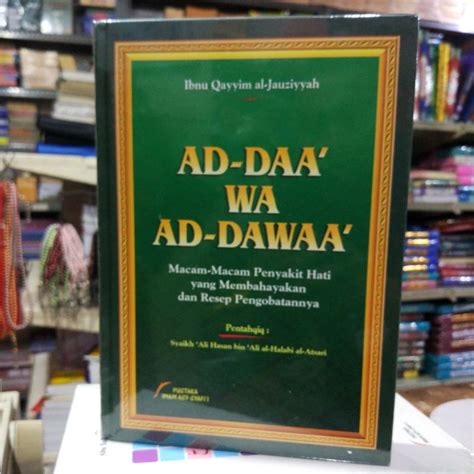 Ibnu Qayyim al-Jauziyyah
AD-DAA'
WA
AD-DAWAA'
Macam-Macam Penyakit Hati
yang Membahayakan
dan Resep Pengobatannya
Pentahqiq :
Syaikh 'Ali Hasan bin 'Ali al-Halabi al-Atsari
PUSTAKA
IMAM ASY-SYAFI'I